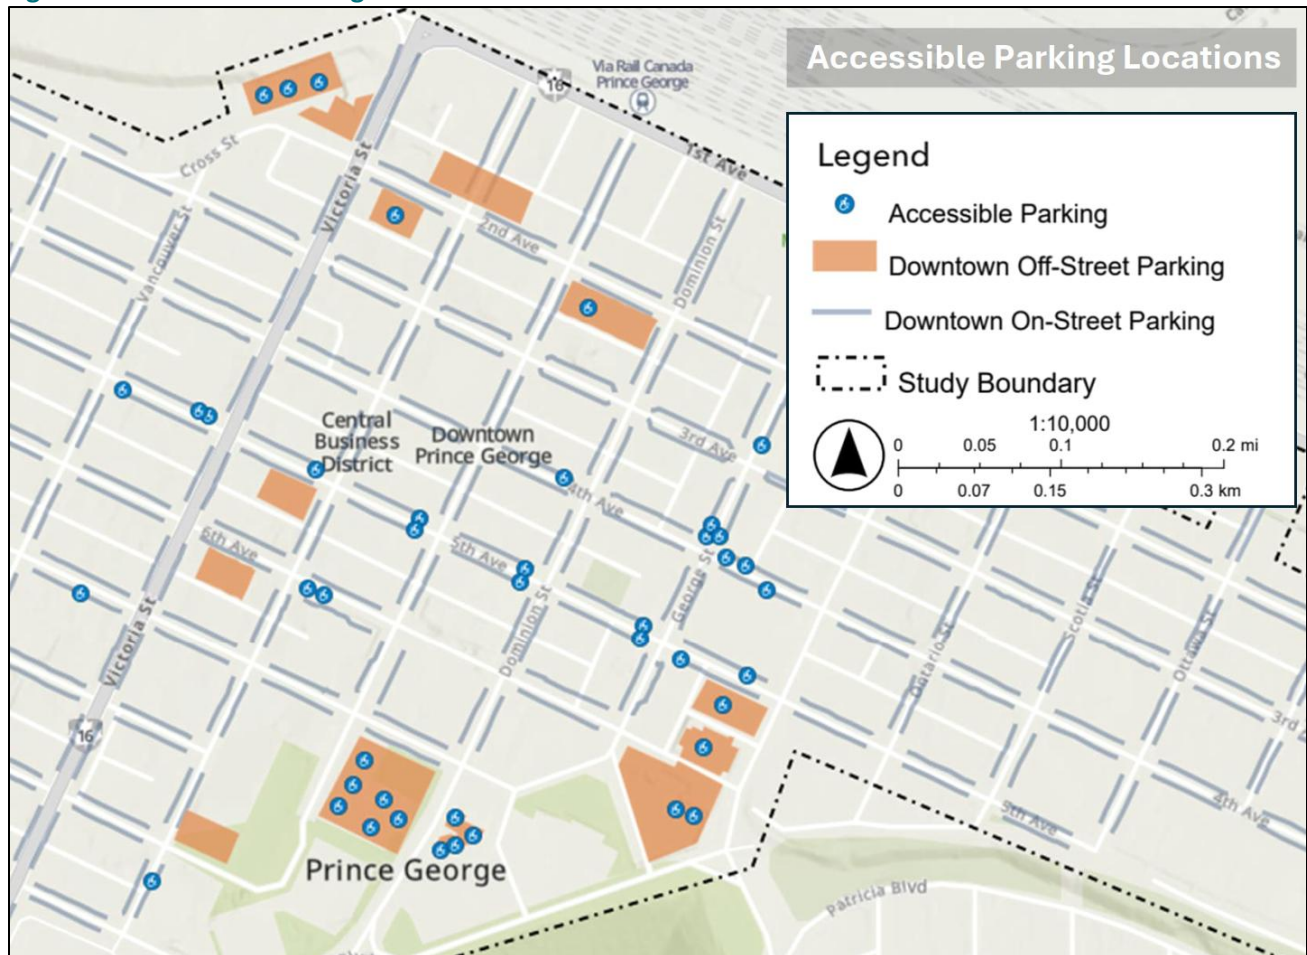 Accessible Parking Locations
Via Rail Canada
Prince George
16
1st Ave
Cross St
Victoria St
2nd Ave
Vancouver St
Dominion St
Legend
Accessible Parking
Downtown Off-Street Parking
Downtown On-Street Parking
Study Boundary
1:10,000
0 0.05 0.1 0.2 mi
0 0.07 0.15 0.3 km
Central
Business
District
Downtown
Prince George
3rd Ave
4th Ave
5th Ave
6th Ave
George St
Dominion St
Victoria St
Ontario St
Scotia St
Ottawa St
16
3rd
4th Ave
5th Ave
Prince George
Patricia Blvd